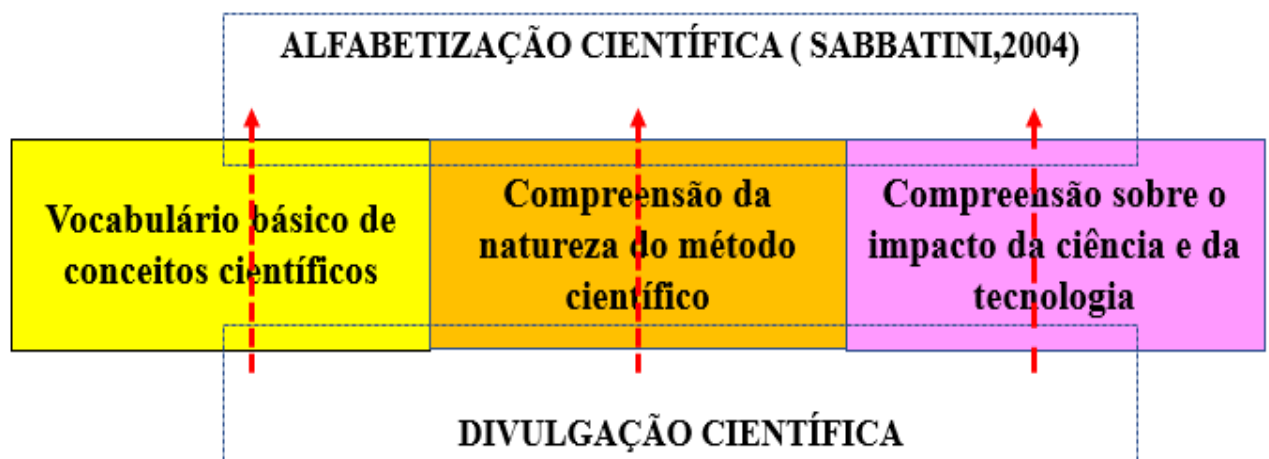 ALFABETIZAÇÃO CIENTÍFICA ( SABBATINI,2004)
Vocabulário básico de
conceitos científicos
Compreensão da
natureza do método
científico
Compreensão sobre o
impacto da ciência e da
tecnologia
DIVULGAÇÃO CIENTÍFICA